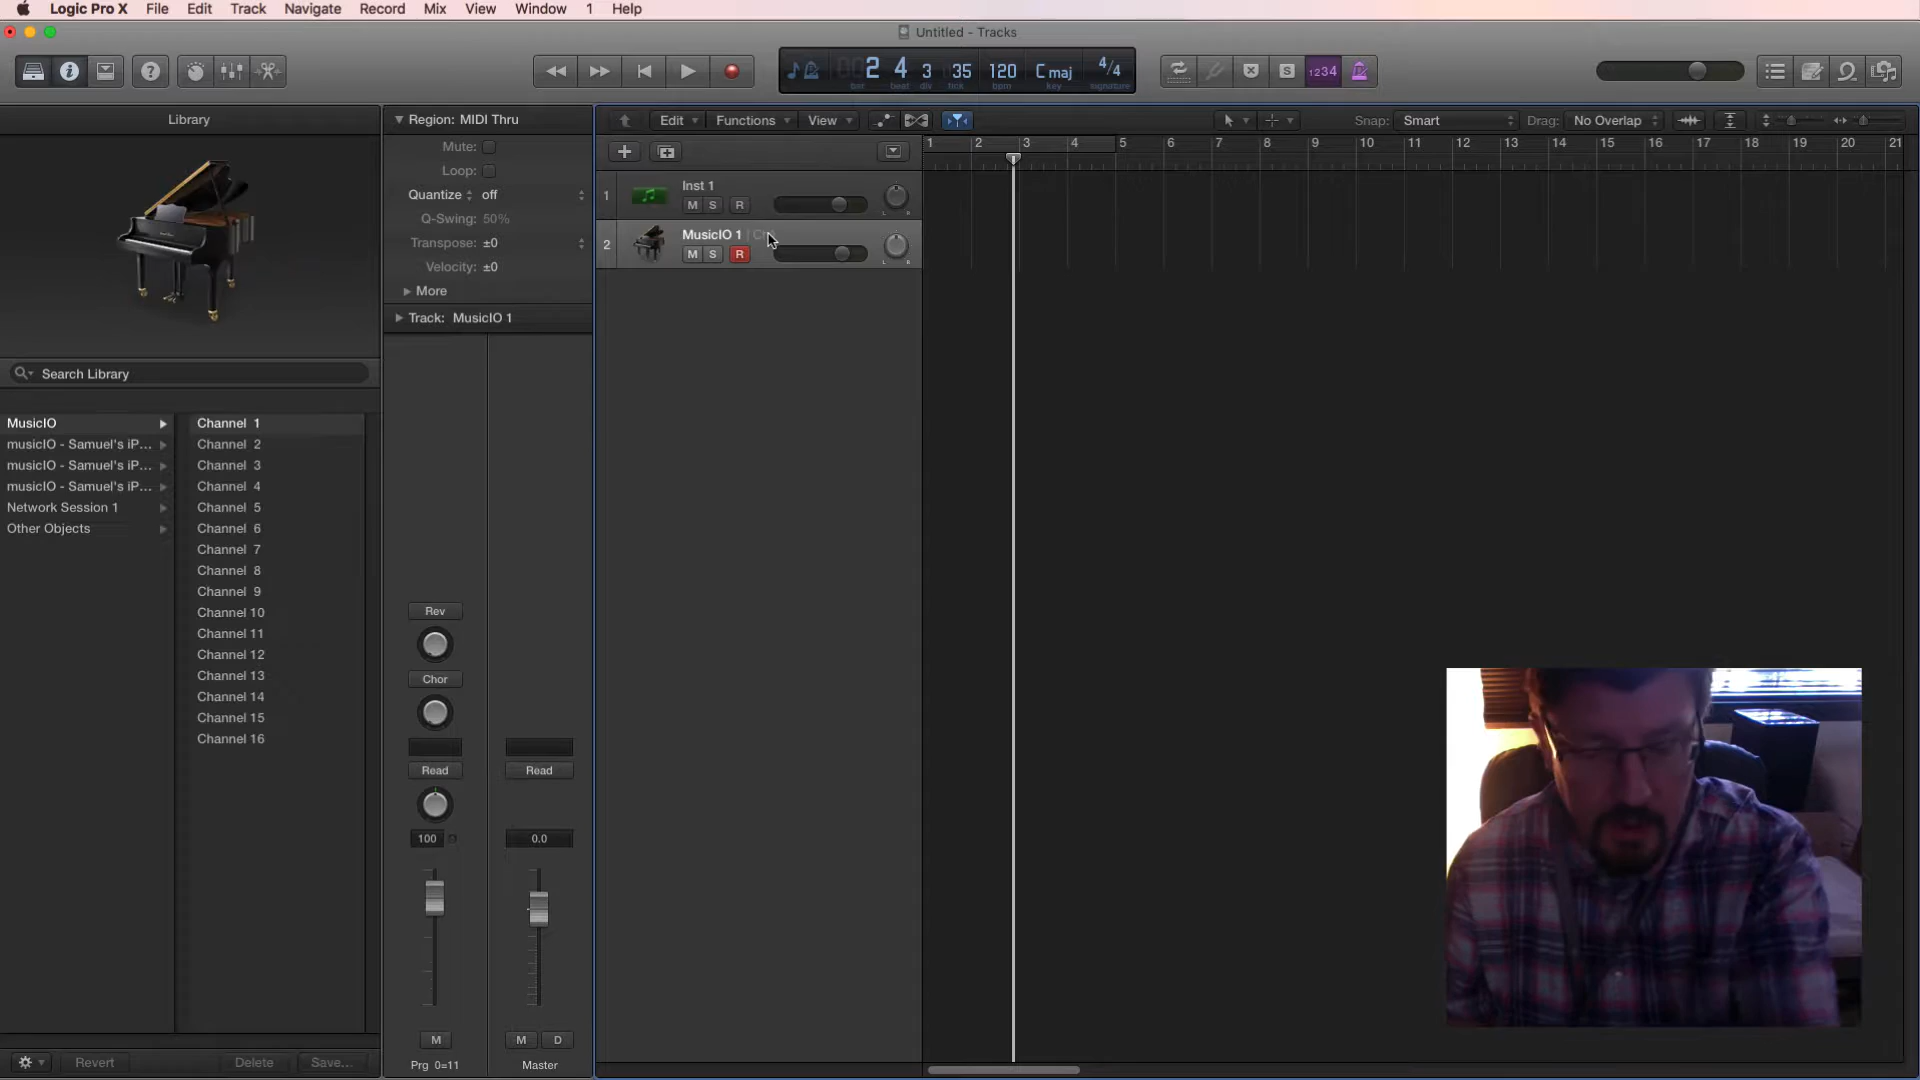 Logic Pro X File Edit Track Navigate Record Mix View Window 1 Help
Untitled - Tracks
2 4 3 35 120 C maj 4/4
bar beat div tick bpm key signature
S 1234
Library
Region: MIDI Thru
Mute:
Loop:
Quantize off
Q-Swing: 50%
Transpose: ±0
Velocity: ±0
More
Track: MusicIO 1
Edit Functions View
Snap: Smart Drag: No Overlap
1 2 3 4 5 6 7 8 9 10 11 12 13 14 15 16 17 18 19 20 21
1 Inst 1
M S R
L R
2 MusicIO 1
M S R
L R
Search Library
MusicIO
musicIO - Samuel's iP...
musicIO - Samuel's iP...
musicIO - Samuel's iP...
Network Session 1
Other Objects
Channel 1
Channel 2
Channel 3
Channel 4
Channel 5
Channel 6
Channel 7
Channel 8
Channel 9
Channel 10
Channel 11
Channel 12
Channel 13
Channel 14
Channel 15
Channel 16
Rev
Chor
Read Read
100 0.0
M M D
Prg 0=11 Master
Revert Delete Save...